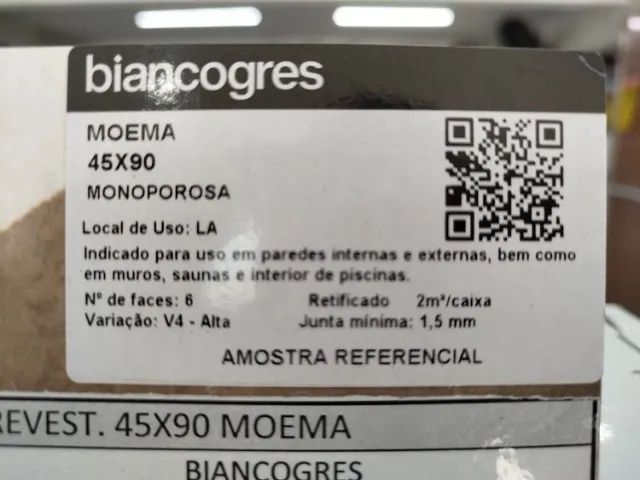 biancogres
MOEMA
45X90
MONOPOROSA
Local de Uso: LA
Indicado para uso em paredes internas e externas, bem como
em muros, saunas e interior de piscinas.
N° de faces: 6 Retificado 2m²/caixa
Variação: V4 - Alta Junta mínima: 1,5 mm
AMOSTRA REFERENCIAL
REVEST. 45X90 MOEMA
BIANCOGRES